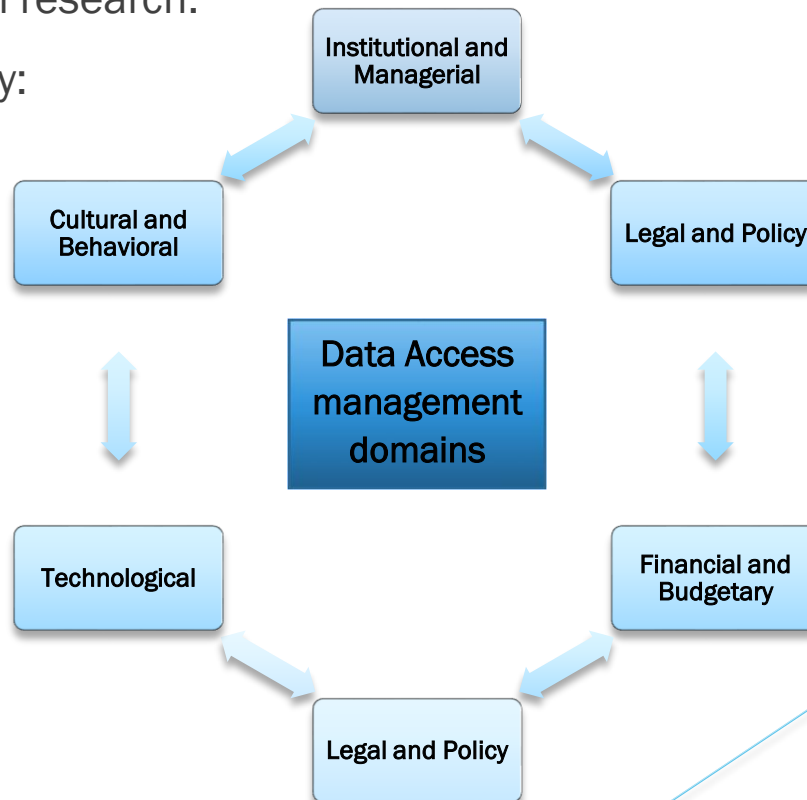 research.
y:
Institutional and
Managerial
Cultural and
Behavioral
Legal and Policy
Data Access
management
domains
Technological
Financial and
Budgetary
Legal and Policy